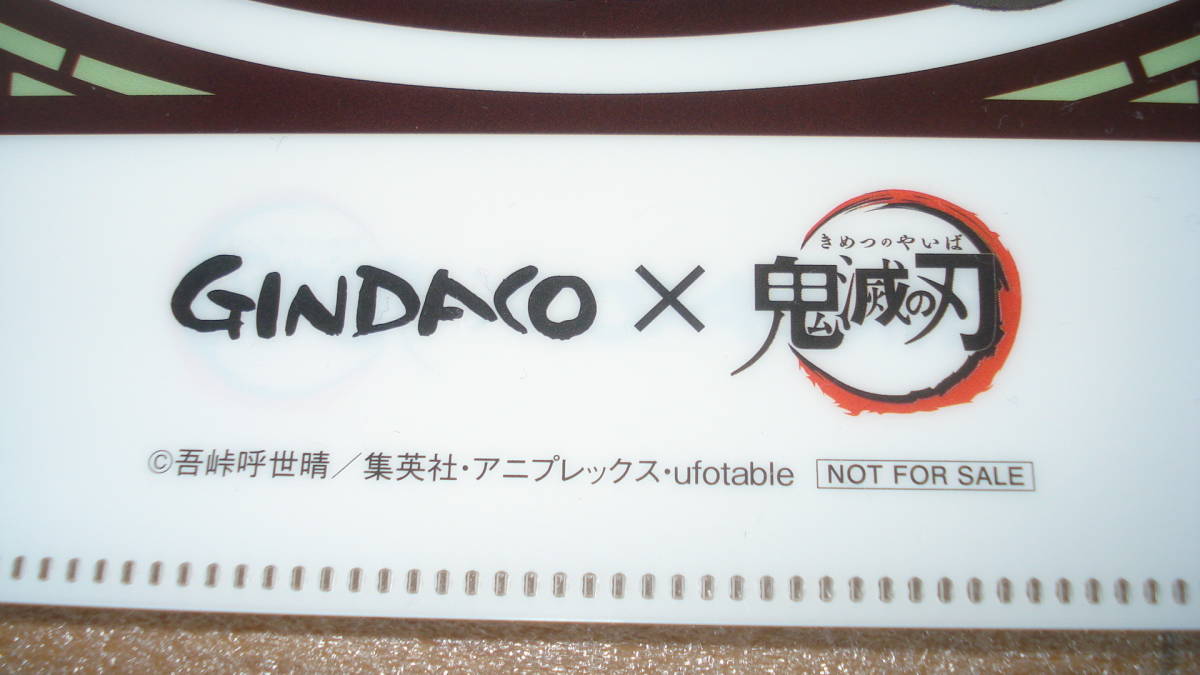 きめつのやいば
GINDACO × 鬼滅の刃
©吾峠呼世晴／集英社・アニプレックス・ufotable NOT FOR SALE